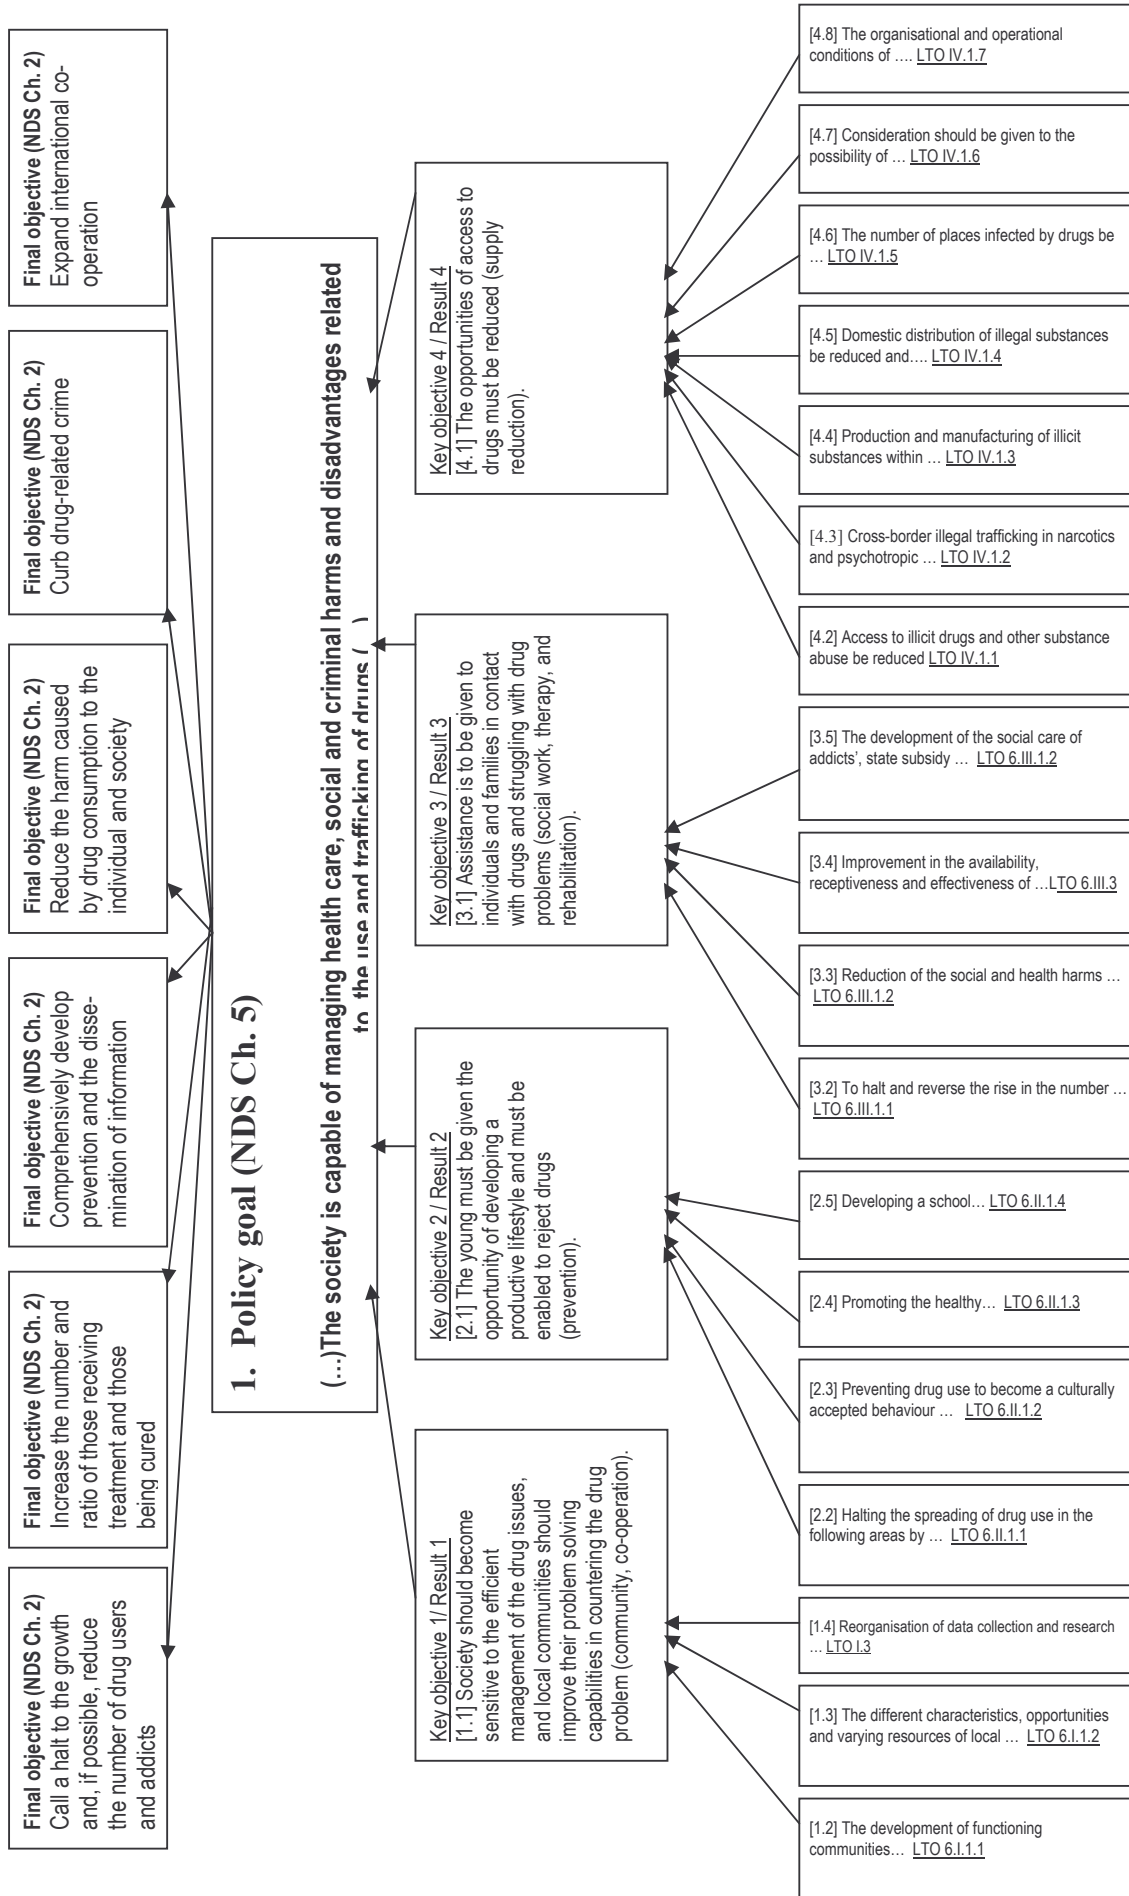 Final objective (NDS Ch. 2)
Call a halt to the growth
and, if possible, reduce
the number of drug users
and addicts
Final objective (NDS Ch. 2)
Increase the number and
ratio of those receiving
treatment and those
being cured
Final objective (NDS Ch. 2)
Comprehensively develop
prevention and the disse-
mination of information
Final objective (NDS Ch. 2)
Reduce the harm caused
by drug consumption to the
individual and society
Final objective (NDS Ch. 2)
Curb drug-related crime
Final objective (NDS Ch. 2)
Expand international co-
operation
1. Policy goal (NDS Ch. 5)
(...)The society is capable of managing health care, social and criminal harms and disadvantages related
to the use and trafficking of drugs (
Key objective 1/ Result 1
[1.1] Society should become
sensitive to the efficient
management of the drug issues,
and local communities should
improve their problem solving
capabilities in countering the drug
problem (community, co-operation).
Key objective 2 / Result 2
[2.1] The young must be given the
opportunity of developing a
productive lifestyle and must be
enabled to reject drugs
(prevention).
Key objective 3 / Result 3
[3.1] Assistance is to be given to
individuals and families in contact
with drugs and struggling with drug
problems (social work, therapy, and
rehabilitation).
Key objective 4 / Result 4
[4.1] The opportunities of access to
drugs must be reduced (supply
reduction).
[1.2] The development of functioning
communities… LTO 6.I.1.1
[1.3] The different characteristics, opportunities
and varying resources of local … LTO 6.I.1.2
[1.4] Reorganisation of data collection and research
… LTO I.3
[2.2] Halting the spreading of drug use in the
following areas by … LTO 6.II.1.1
[2.3] Preventing drug use to become a culturally
accepted behaviour … LTO 6.II.1.2
[2.4] Promoting the healthy… LTO 6.II.1.3
[2.5] Developing a school… LTO 6.II.1.4
[3.2] To halt and reverse the rise in the number …
LTO 6.III.1.1
[3.3] Reduction of the social and health harms …
LTO 6.III.1.2
[3.4] Improvement in the availability,
receptiveness and effectiveness of …LTO 6.III.3
[3.5] The development of the social care of
addicts', state subsidy … LTO 6.III.1.2
[4.2] Access to illicit drugs and other substance
abuse be reduced LTO IV.1.1
[4.3] Cross-border illegal trafficking in narcotics
and psychotropic … LTO IV.1.2
[4.4] Production and manufacturing of illicit
substances within … LTO IV.1.3
[4.5] Domestic distribution of illegal substances
be reduced and…. LTO IV.1.4
[4.6] The number of places infected by drugs be
… LTO IV.1.5
[4.7] Consideration should be given to the
possibility of … LTO IV.1.6
[4.8] The organisational and operational
conditions of …. LTO IV.1.7